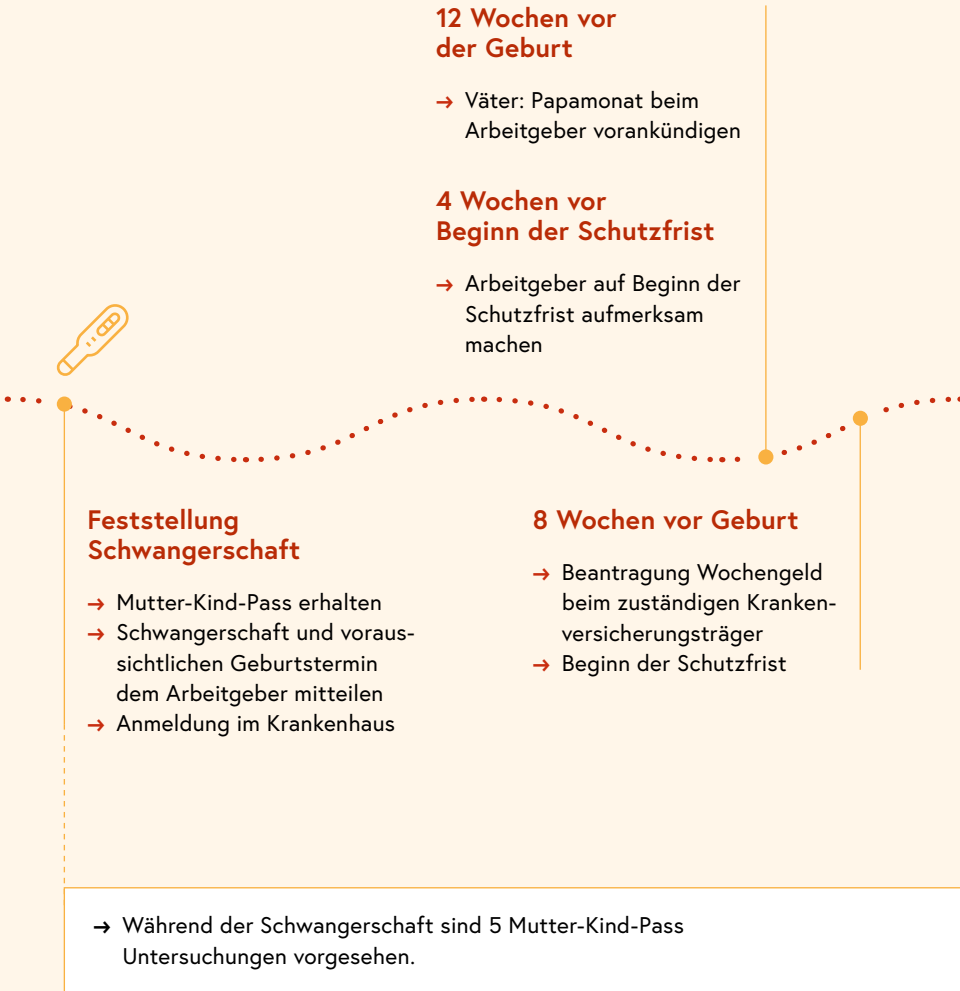 12 Wochen vor
der Geburt
→ Väter: Papamonat beim
Arbeitgeber vorankündigen
4 Wochen vor
Beginn der Schutzfrist
→ Arbeitgeber auf Beginn der
Schutzfrist aufmerksam
machen
Feststellung
Schwangerschaft
→ Mutter-Kind-Pass erhalten
→ Schwangerschaft und voraus-
sichtlichen Geburtstermin
dem Arbeitgeber mitteilen
→ Anmeldung im Krankenhaus
8 Wochen vor Geburt
→ Beantragung Wochengeld
beim zuständigen Kranken-
versicherungsträger
→ Beginn der Schutzfrist
→ Während der Schwangerschaft sind 5 Mutter-Kind-Pass
Untersuchungen vorgesehen.